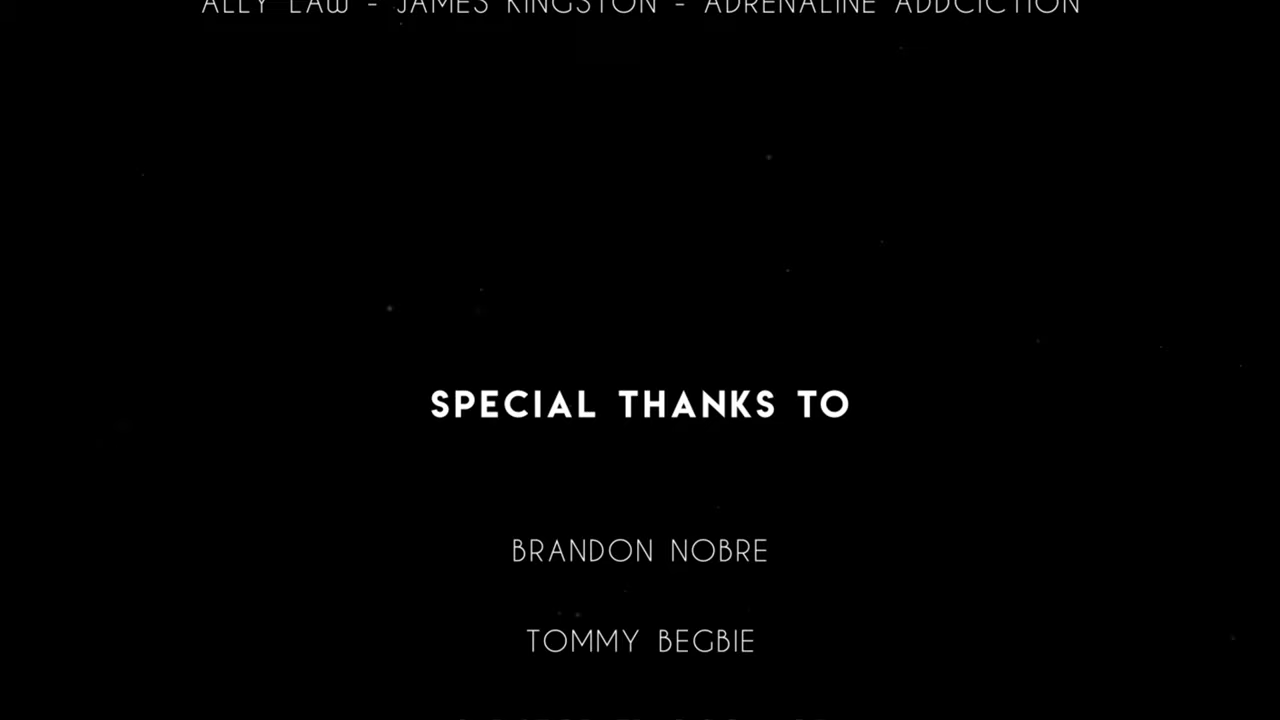 ALLY LAW - JAMES KINGSTON - ADRENALINE ADDCICTION
SPECIAL THANKS TO
BRANDON NOBRE
TOMMY BEGBIE